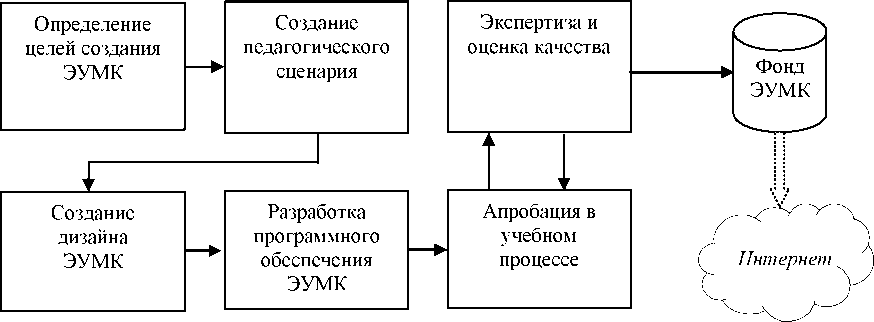 Определение
целей создания
ЭУМК
Создание
педагогического
сценария
Экспертиза и
оценка качества
Фонд
ЭУМК
Создание
дизайна
ЭУМК
Разработка
программного
обеспечения
ЭУМК
Апробация в
учебном
процессе
Интернет